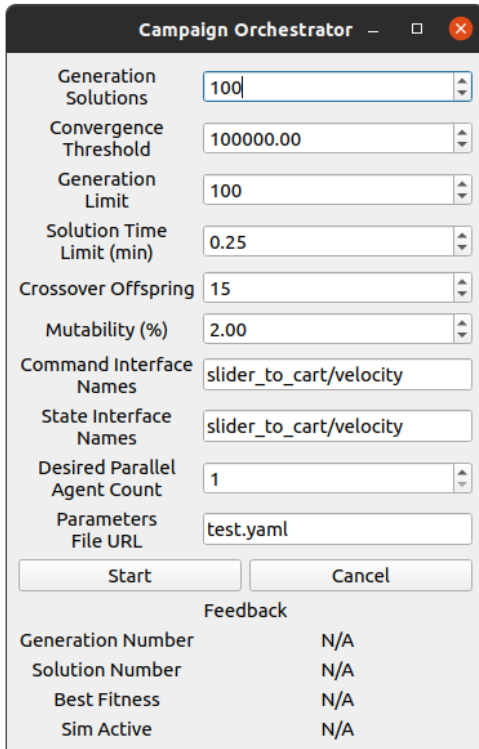 Campaign Orchestrator
Generation
Solutions
100
Convergence
Threshold
100000.00
Generation
Limit
100
Solution Time
Limit (min)
0.25
Crossover Offspring 15
Mutability (%) 2.00
Command Interface
Names
slider_to_cart/velocity
State Interface
Names
slider_to_cart/velocity
Desired Parallel
Agent Count
1
Parameters
File URL
test.yaml
Start Cancel
Feedback
Generation Number N/A
Solution Number N/A
Best Fitness N/A
Sim Active N/A